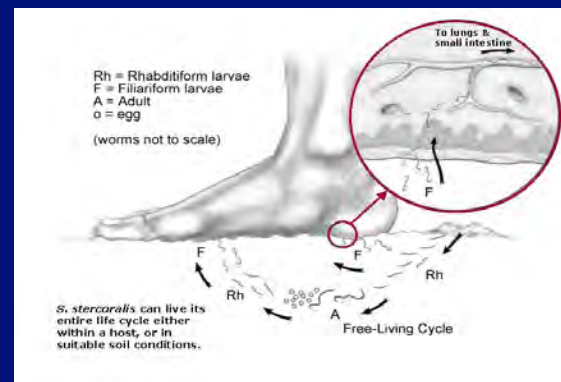 To lungs &
small intestine
Rh = Rhabditiform larvae
F = Filiariform larvae
A = Adult
o = egg
(worms not to scale)
F
F
F
Rh
Rh
A
S. stercoralis can live its
entire life cycle either
within a host, or in
suitable soil conditions.
Free-Living Cycle